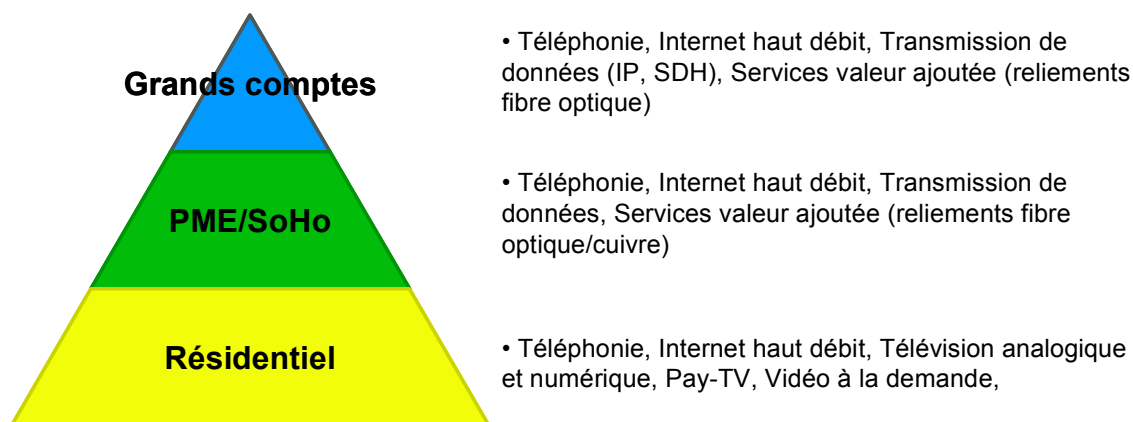 Grands comptes
• Téléphonie, Internet haut débit, Transmission de
données (IP, SDH), Services valeur ajoutée (reliements
fibre optique)
PME/SoHo
• Téléphonie, Internet haut débit, Transmission de
données, Services valeur ajoutée (reliements fibre
optique/cuivre)
Résidentiel
• Téléphonie, Internet haut débit, Télévision analogique
et numérique, Pay-TV, Vidéo à la demande,